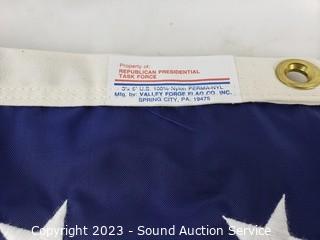 Property of:
REPUBLICAN PRESIDENTIAL
TASK FORCE
3'x 5' U.S. 100% Nylon PERMA-NYL
Mfg. by: VALLEY FORGE FLAG CO. INC.
SPRING CITY, PA. 19475
Copyright 2023 - Sound Auction Service